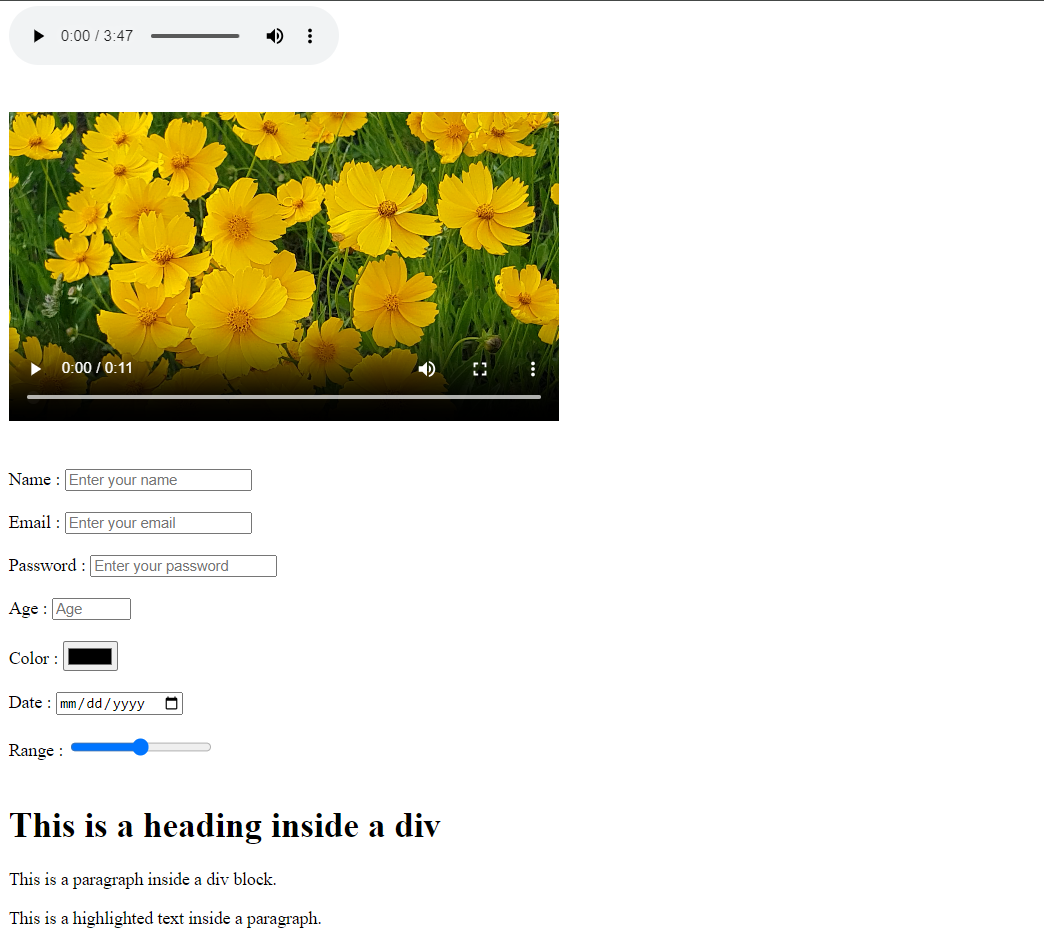 0:00 / 3:47
0:00 / 0:11
Name : Enter your name
Email : Enter your email
Password : Enter your password
Age : Age
Color :
Date : mm/dd/yyyy
Range :
This is a heading inside a div
This is a paragraph inside a div block.
This is a highlighted text inside a paragraph.